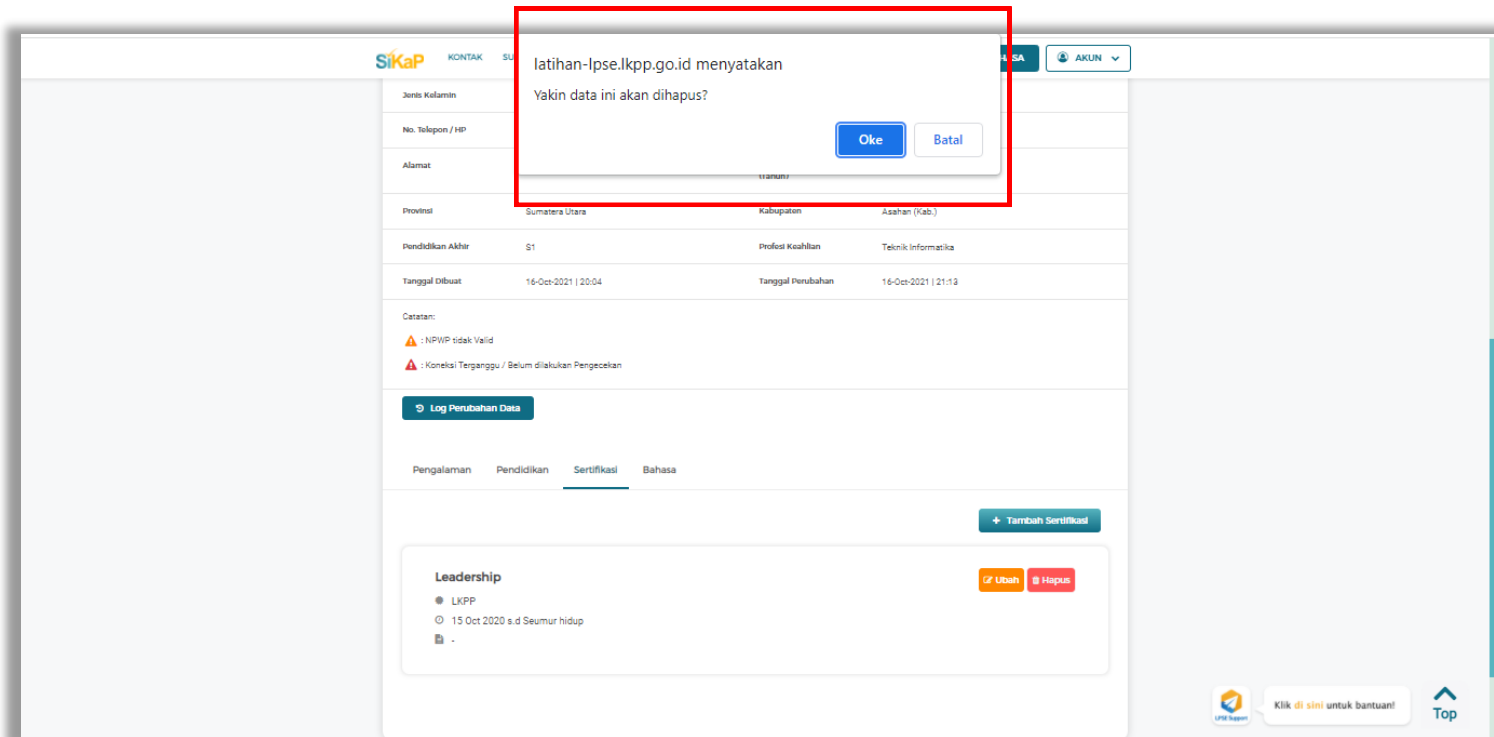 SiKaP KONTAK SU SA AKUN
latihan-lpse.lkpp.go.id menyatakan
Yakin data ini akan dihapus?
Oke Batal
Jenis Kelamin
No. Telepon / HP
Alamat
(Tahun)
Provinsi Sumatera Utara Kabupaten Asahan (Kab.)
Pendidikan Akhir S1 Profesi Keahlian Teknik Informatika
Tanggal Dibuat 16-Oct-2021 | 20:04 Tanggal Perubahan 16-Oct-2021 | 21:13
Catatan:
: NPWP tidak Valid
: Koneksi Terganggu / Belum dilakukan Pengecekan
Log Perubahan Data
Pengalaman Pendidikan Sertifikasi Bahasa
+ Tambah Sertifikasi
Leadership
Ubah Hapus
LKPP
15 Oct 2020 s.d Seumur hidup
-
LPSE Support
Klik di sini untuk bantuan!
Top